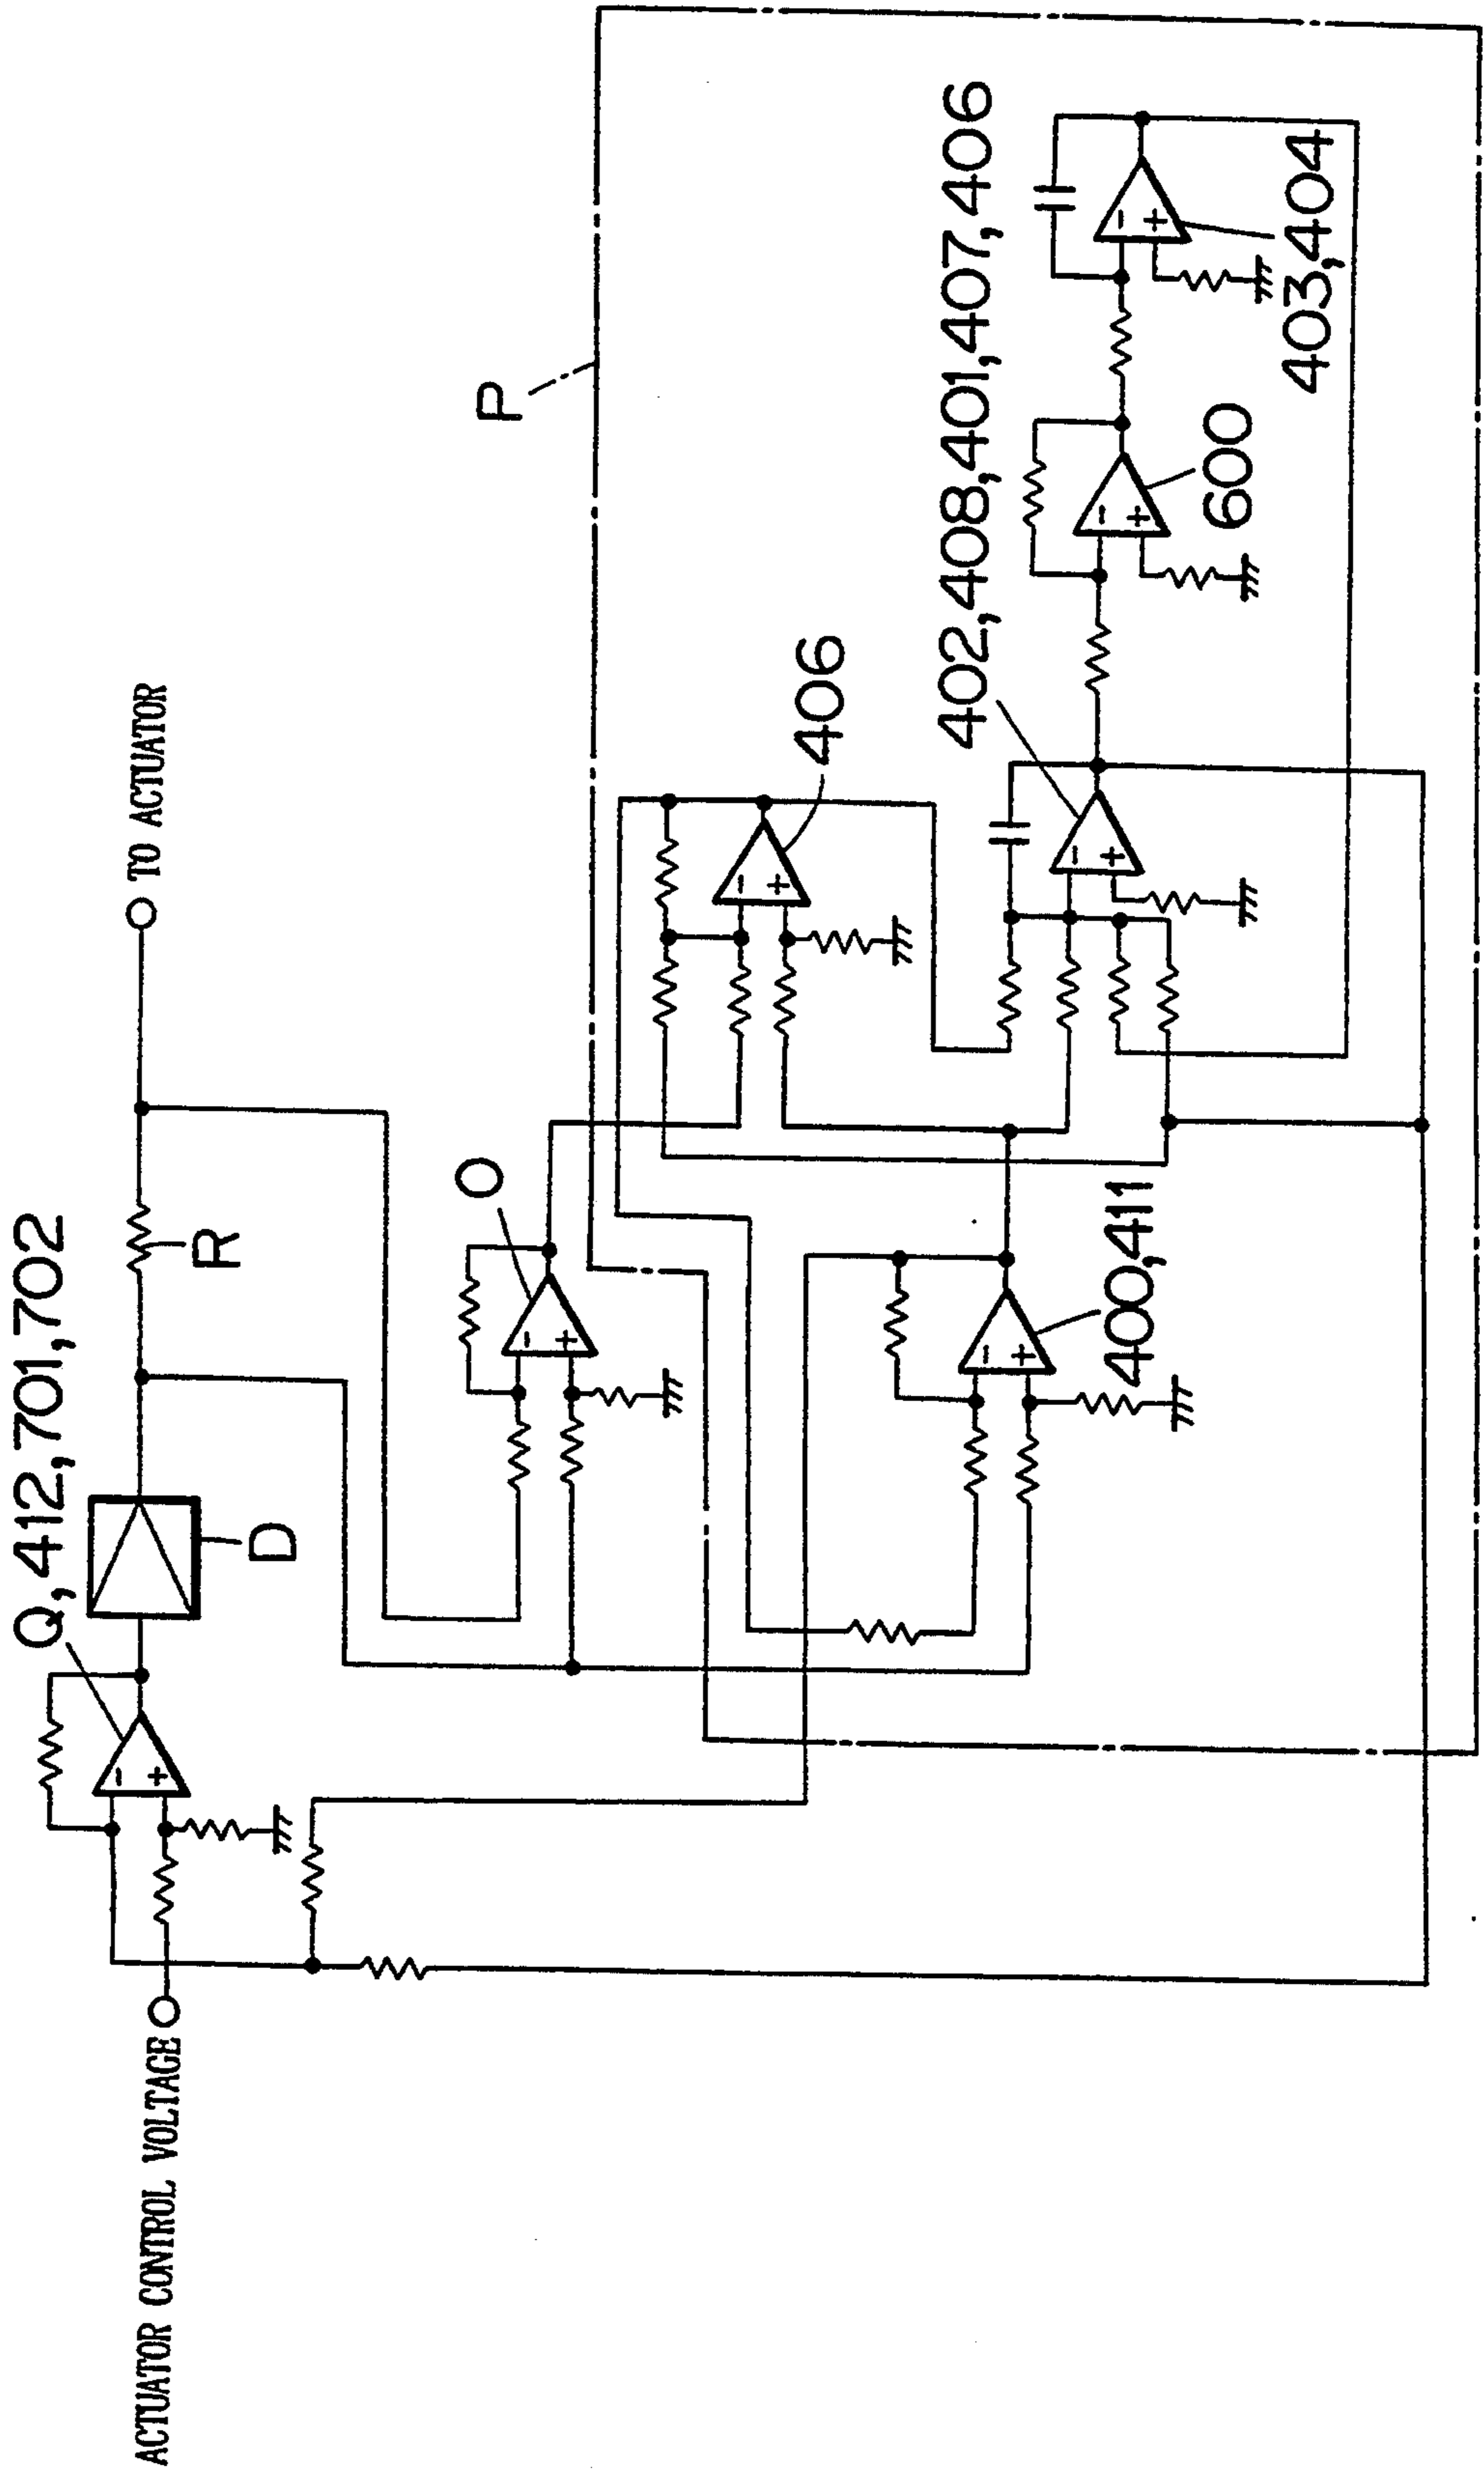 Q,412,701,702
ACTUATOR CONTROL VOLTAGE
D
R
TO ACTUATOR
O
P
406
400,411
402,408,401,407,406
600
403,404